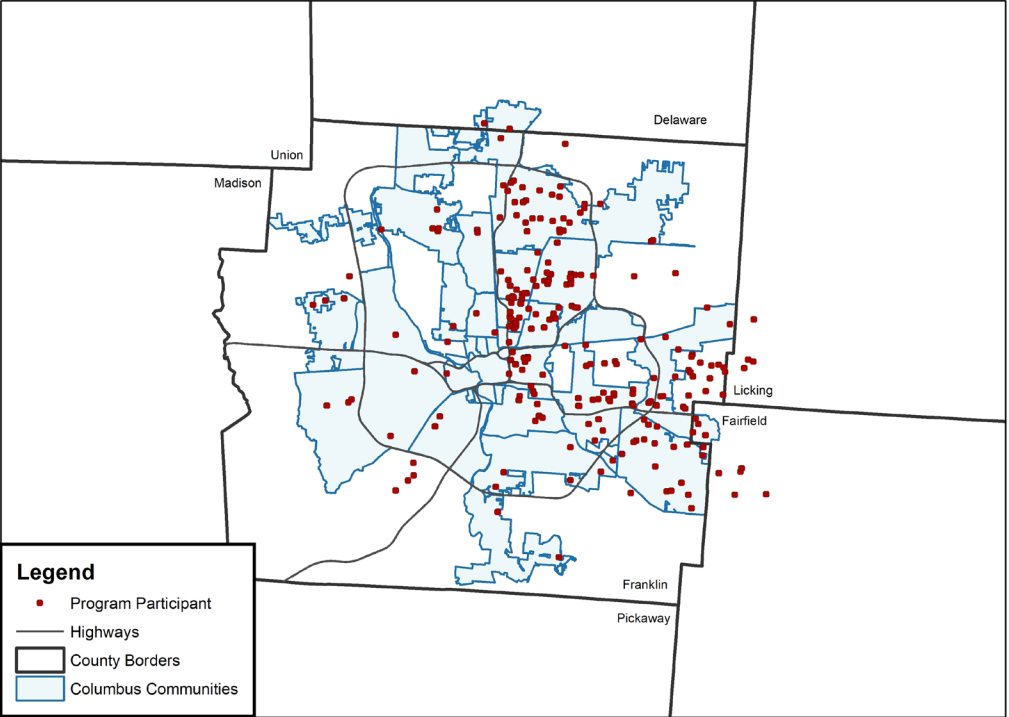 Delaware
Union
Madison
Licking
Fairfield
Franklin
Pickaway
Legend
Program Participant
Highways
County Borders
Columbus Communities